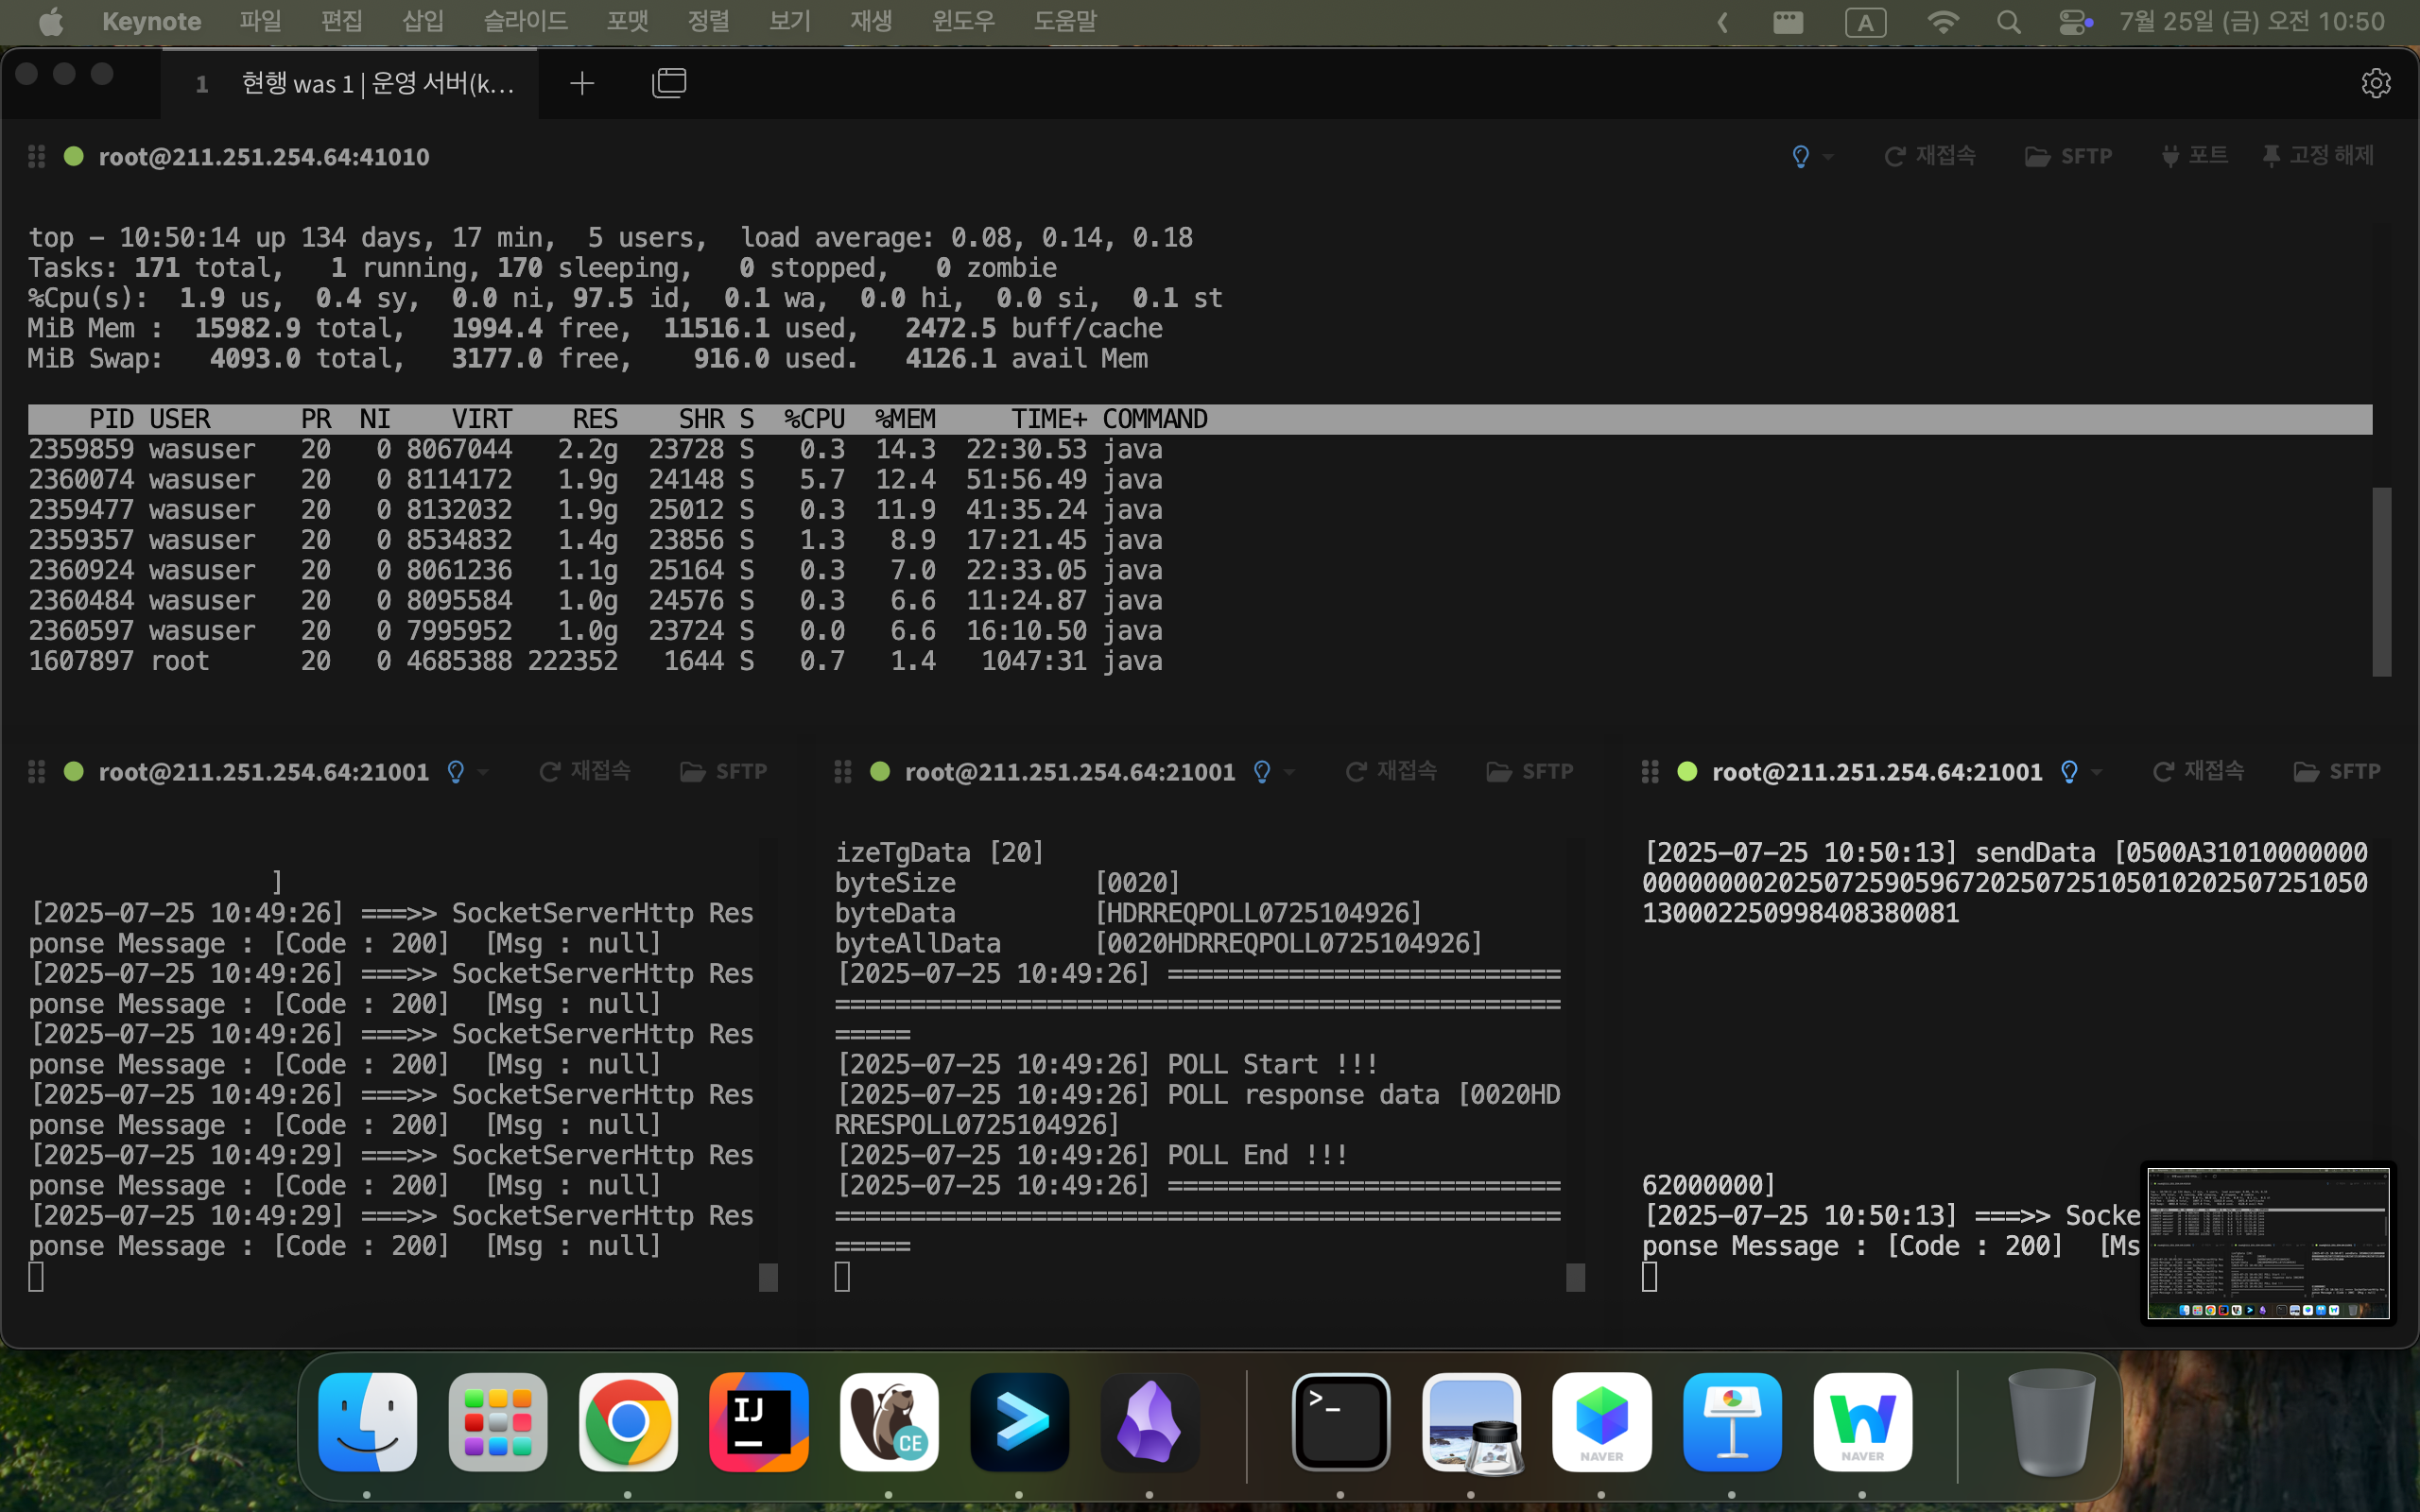 Keynote 파일 편집 삽입 슬라이드 포맷 정렬 보기 재생 윈도우 도움말 A 7월 25일 (금) 오전 10:50
1 현행 was 1 | 운영 서버(k...
root@211.251.254.64:41010 재접속 SFTP 포트 고정 해제
top - 10:50:14 up 134 days, 17 min, 5 users, load average: 0.08, 0.14, 0.18
Tasks: 171 total, 1 running, 170 sleeping, 0 stopped, 0 zombie
%Cpu(s): 1.9 us, 0.4 sy, 0.0 ni, 97.5 id, 0.1 wa, 0.0 hi, 0.0 si, 0.1 st
MiB Mem : 15982.9 total, 1994.4 free, 11516.1 used, 2472.5 buff/cache
MiB Swap: 4093.0 total, 3177.0 free, 916.0 used. 4126.1 avail Mem
PID USER PR NI VIRT RES SHR S %CPU %MEM TIME+ COMMAND
2359859 wasuser 20 0 8067044 2.2g 23728 S 0.3 14.3 22:30.53 java
2360074 wasuser 20 0 8114172 1.9g 24148 S 5.7 12.4 51:56.49 java
2359477 wasuser 20 0 8132032 1.9g 25012 S 0.3 11.9 41:35.24 java
2359357 wasuser 20 0 8534832 1.4g 23856 S 1.3 8.9 17:21.45 java
2360924 wasuser 20 0 8061236 1.1g 25164 S 0.3 7.0 22:33.05 java
2360484 wasuser 20 0 8095584 1.0g 24576 S 0.3 6.6 11:24.87 java
2360597 wasuser 20 0 7995952 1.0g 23724 S 0.0 6.6 16:10.50 java
1607897 root 20 0 4685388 222352 1644 S 0.7 1.4 1047:31 java
root@211.251.254.64:21001 재접속 SFTP
]
[2025-07-25 10:49:26] ===>> SocketServerHttp Res
ponse Message : [Code : 200] [Msg : null]
[2025-07-25 10:49:26] ===>> SocketServerHttp Res
ponse Message : [Code : 200] [Msg : null]
[2025-07-25 10:49:26] ===>> SocketServerHttp Res
ponse Message : [Code : 200] [Msg : null]
[2025-07-25 10:49:26] ===>> SocketServerHttp Res
ponse Message : [Code : 200] [Msg : null]
[2025-07-25 10:49:29] ===>> SocketServerHttp Res
ponse Message : [Code : 200] [Msg : null]
[2025-07-25 10:49:29] ===>> SocketServerHttp Res
ponse Message : [Code : 200] [Msg : null]
root@211.251.254.64:21001 재접속 SFTP
izeTgData [20]
byteSize [0020]
byteData [HDRREQPOLL0725104926]
byteAllData [0020HDRREQPOLL0725104926]
[2025-07-25 10:49:26] ==========================
================================================
=====
[2025-07-25 10:49:26] POLL Start !!!
[2025-07-25 10:49:26] POLL response data [0020HD
RRESPOLL0725104926]
[2025-07-25 10:49:26] POLL End !!!
[2025-07-25 10:49:26] ==========================
================================================
=====
root@211.251.254.64:21001 재접속 SFTP
[2025-07-25 10:50:13] sendData [0500A31010000000
000000002025072590596720250725105010202507251050
130002250998408380081
62000000]
[2025-07-25 10:50:13] ===>> Socke
ponse Message : [Code : 200] [Ms
IJ
CE
>_
NAVER
NAVER